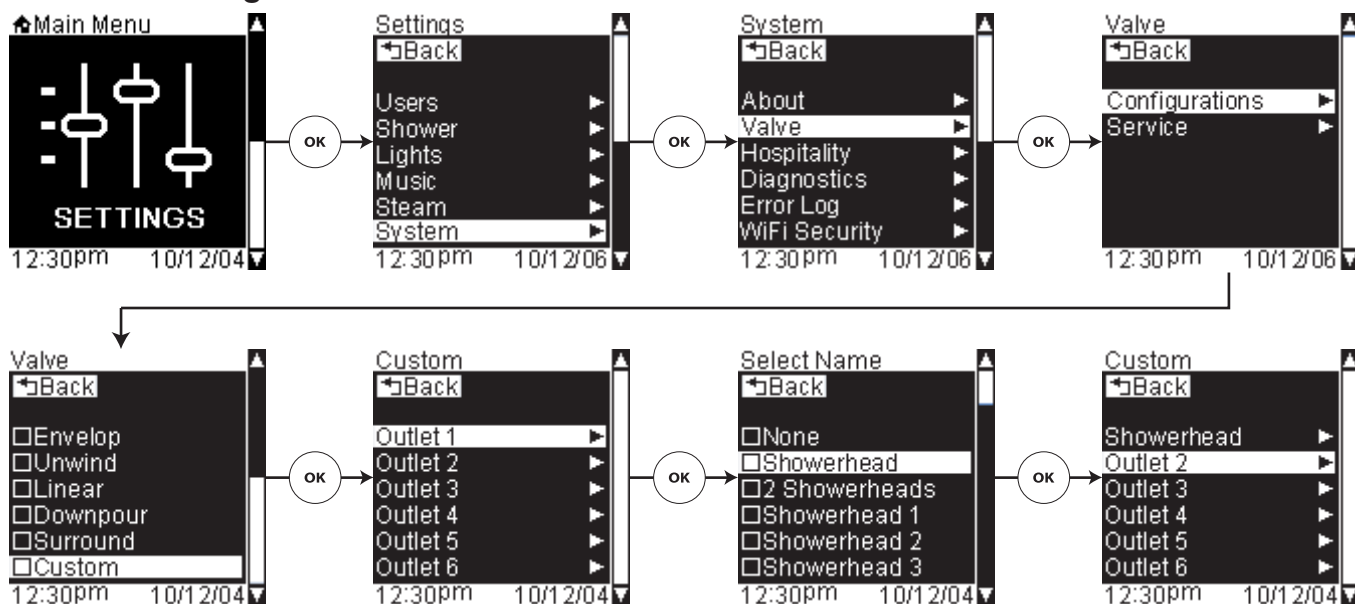 Main Menu
SETTINGS
12:30pm 10/12/04
OK
Settings
Back
Users
Shower
Lights
Music
Steam
System
12:30pm 10/12/06
OK
System
Back
About
Valve
Hospitality
Diagnostics
Error Log
WiFi Security
12:30pm 10/12/06
OK
Valve
Back
Configurations
Service
12:30pm 10/12/06
Valve
Back
Envelop
Unwind
Linear
Downpour
Surround
Custom
12:30pm 10/12/04
OK
Custom
Back
Outlet 1
Outlet 2
Outlet 3
Outlet 4
Outlet 5
Outlet 6
12:30pm 10/12/04
OK
Select Name
Back
None
Showerhead
2 Showerheads
Showerhead 1
Showerhead 2
Showerhead 3
12:30pm 10/12/04
OK
Custom
Back
Showerhead
Outlet 2
Outlet 3
Outlet 4
Outlet 5
Outlet 6
12:30pm 10/12/04